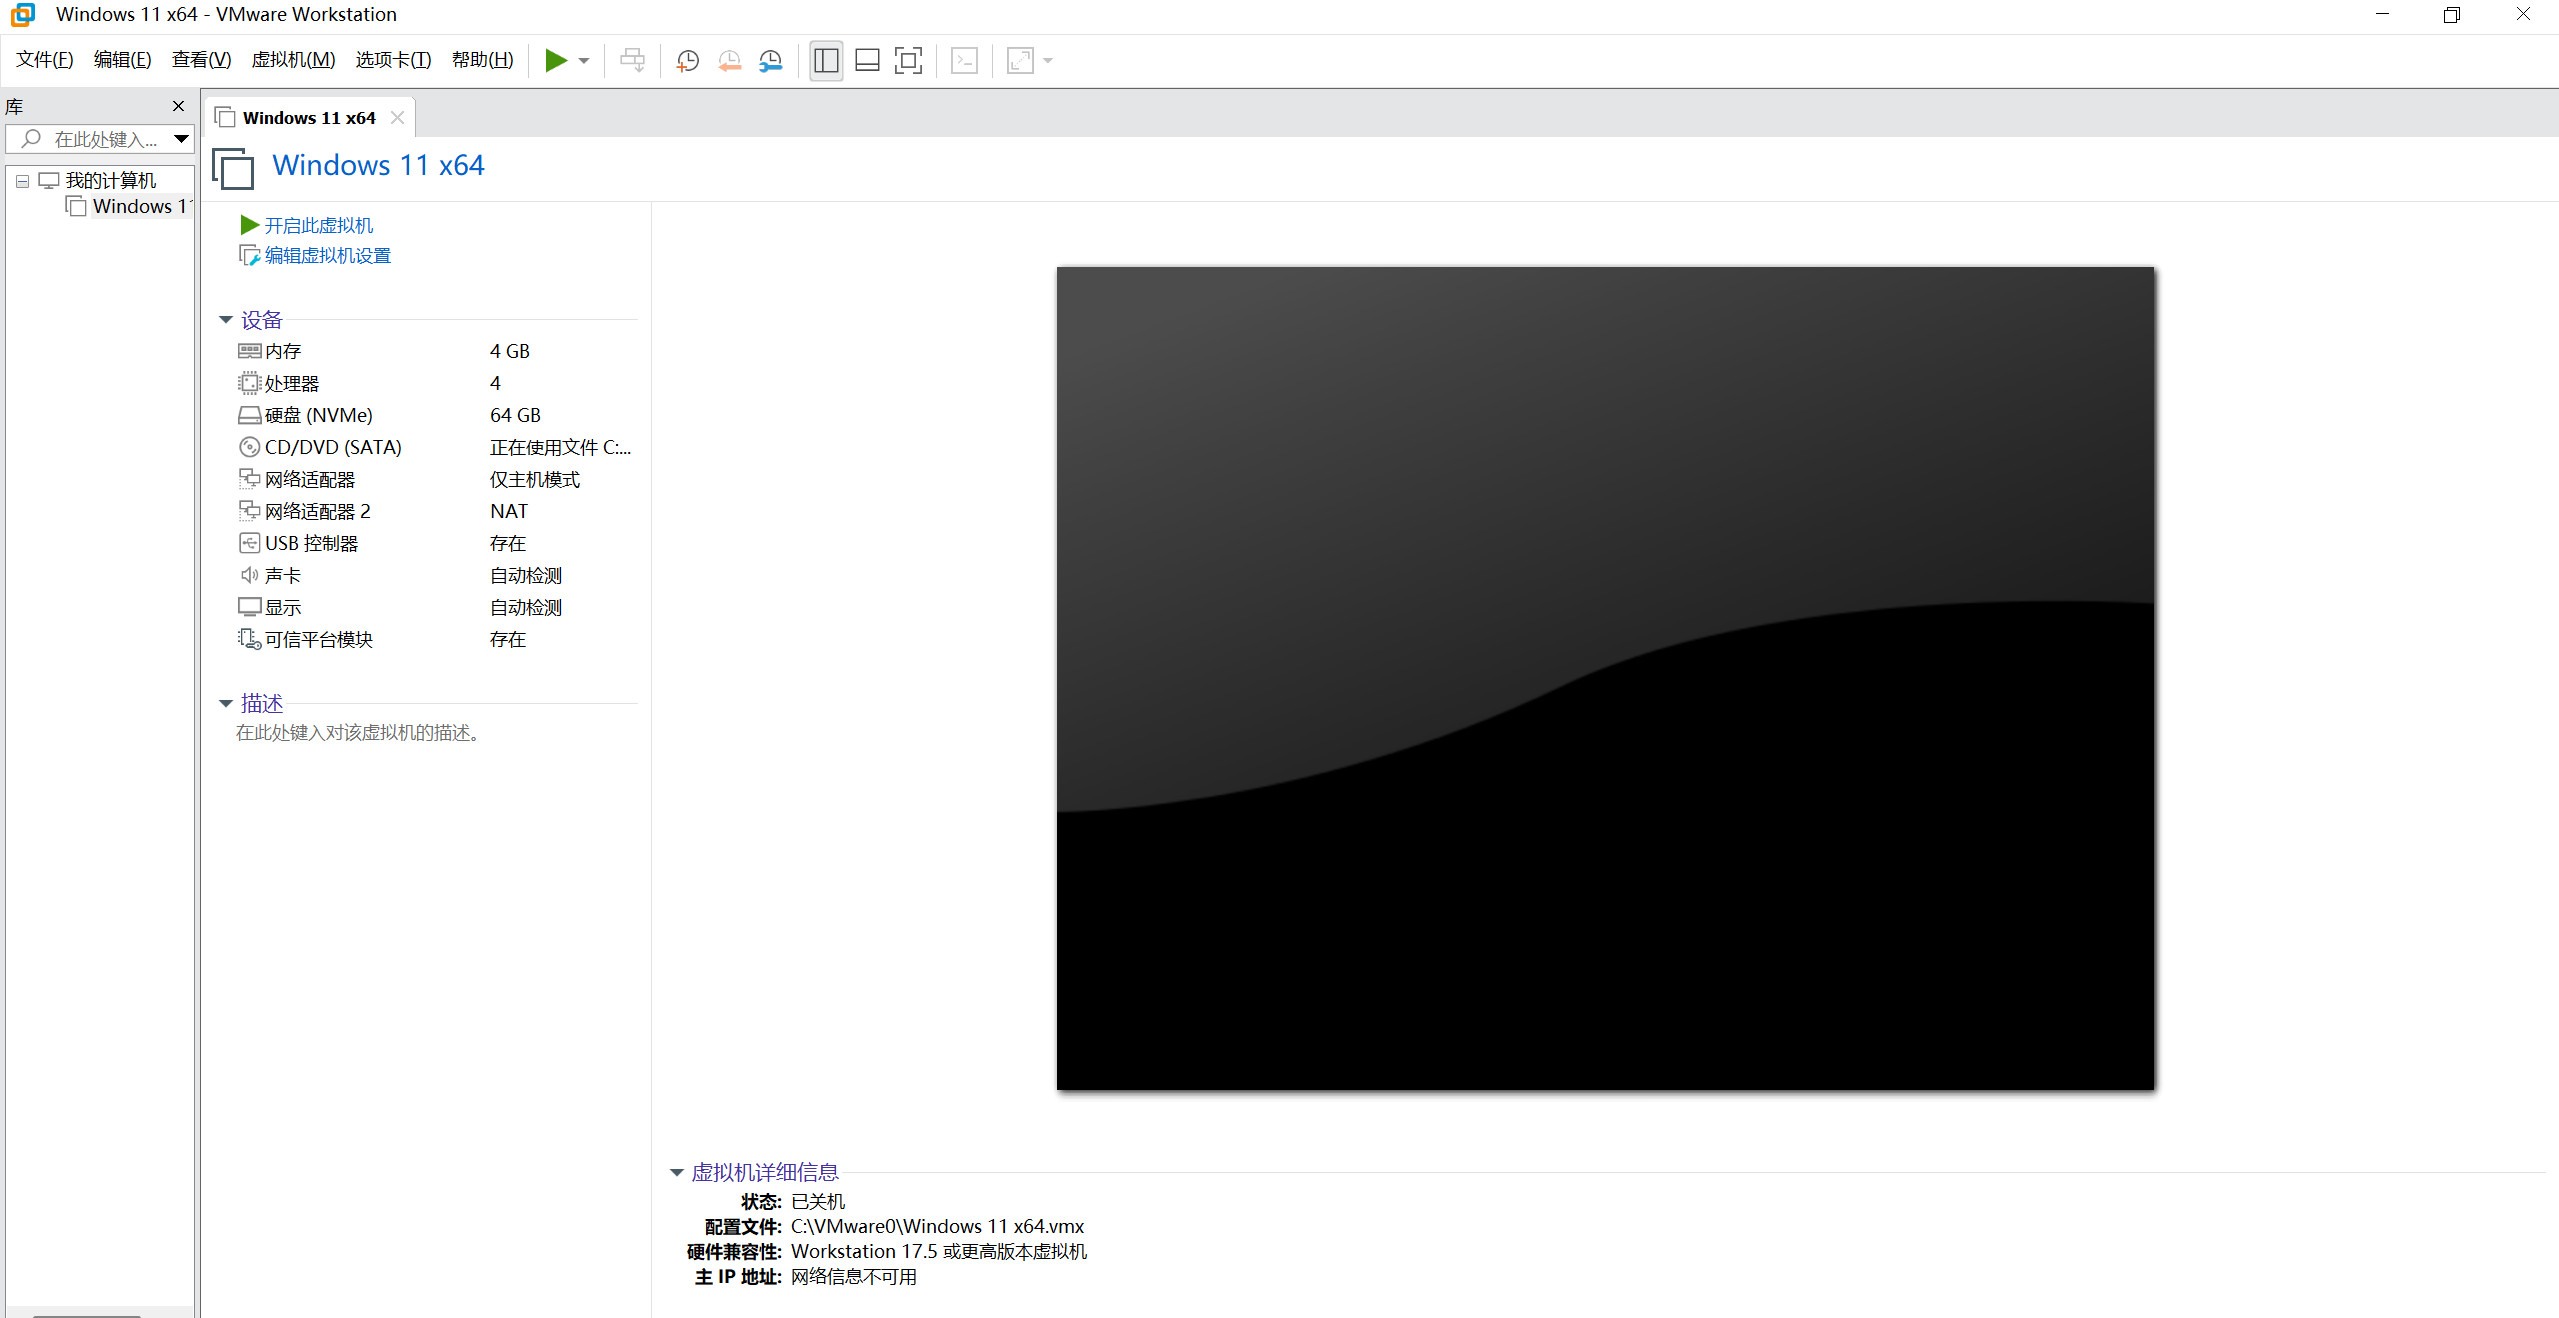 Windows 11 x64 - VMware Workstation
文件(F) 编辑(E) 查看(V) 虚拟机(M) 选项卡(T) 帮助(H)
库
在此处键入...
我的计算机
Windows 11
Windows 11 x64
Windows 11 x64
开启此虚拟机
编辑虚拟机设置
设备
内存 4 GB
处理器 4
硬盘 (NVMe) 64 GB
CD/DVD (SATA) 正在使用文件 C:...
网络适配器 仅主机模式
网络适配器 2 NAT
USB 控制器 存在
声卡 自动检测
显示 自动检测
可信平台模块 存在
描述
在此处键入对该虚拟机的描述。
虚拟机详细信息
状态: 已关机
配置文件: C:\VMware0\Windows 11 x64.vmx
硬件兼容性: Workstation 17.5 或更高版本虚拟机
主 IP 地址: 网络信息不可用